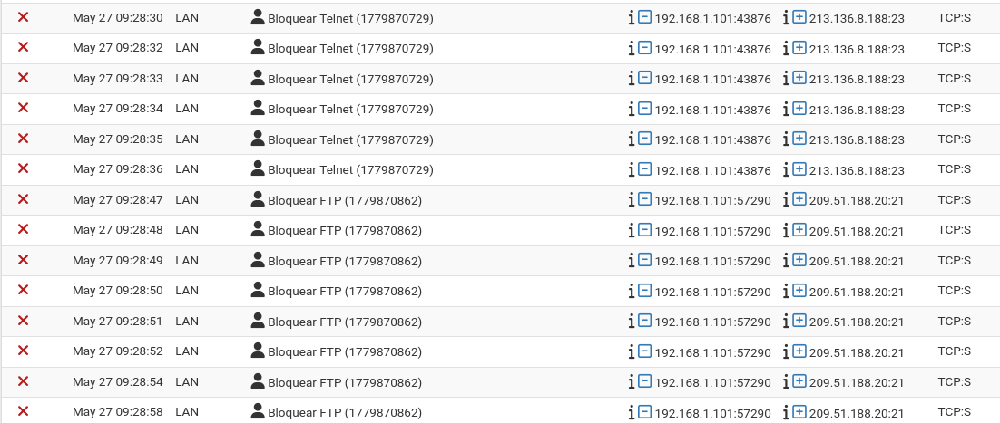 May 27 09:28:30 LAN Bloquear Telnet (1779870729) 192.168.1.101:43876 213.136.8.188:23 TCP:S
May 27 09:28:32 LAN Bloquear Telnet (1779870729) 192.168.1.101:43876 213.136.8.188:23 TCP:S
May 27 09:28:33 LAN Bloquear Telnet (1779870729) 192.168.1.101:43876 213.136.8.188:23 TCP:S
May 27 09:28:34 LAN Bloquear Telnet (1779870729) 192.168.1.101:43876 213.136.8.188:23 TCP:S
May 27 09:28:35 LAN Bloquear Telnet (1779870729) 192.168.1.101:43876 213.136.8.188:23 TCP:S
May 27 09:28:36 LAN Bloquear Telnet (1779870729) 192.168.1.101:43876 213.136.8.188:23 TCP:S
May 27 09:28:47 LAN Bloquear FTP (1779870862) 192.168.1.101:57290 209.51.188.20:21 TCP:S
May 27 09:28:48 LAN Bloquear FTP (1779870862) 192.168.1.101:57290 209.51.188.20:21 TCP:S
May 27 09:28:49 LAN Bloquear FTP (1779870862) 192.168.1.101:57290 209.51.188.20:21 TCP:S
May 27 09:28:50 LAN Bloquear FTP (1779870862) 192.168.1.101:57290 209.51.188.20:21 TCP:S
May 27 09:28:51 LAN Bloquear FTP (1779870862) 192.168.1.101:57290 209.51.188.20:21 TCP:S
May 27 09:28:52 LAN Bloquear FTP (1779870862) 192.168.1.101:57290 209.51.188.20:21 TCP:S
May 27 09:28:54 LAN Bloquear FTP (1779870862) 192.168.1.101:57290 209.51.188.20:21 TCP:S
May 27 09:28:58 LAN Bloquear FTP (1779870862) 192.168.1.101:57290 209.51.188.20:21 TCP:S